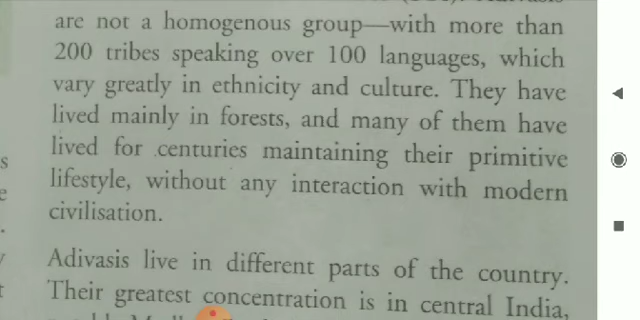 are not a homogenous group—with more than
200 tribes speaking over 100 languages, which
vary greatly in ethnicity and culture. They have
lived mainly in forests, and many of them have
lived for centuries maintaining their primitive
lifestyle, without any interaction with modern
civilisation.
Adivasis live in different parts of the country.
Their greatest concentration is in central India,